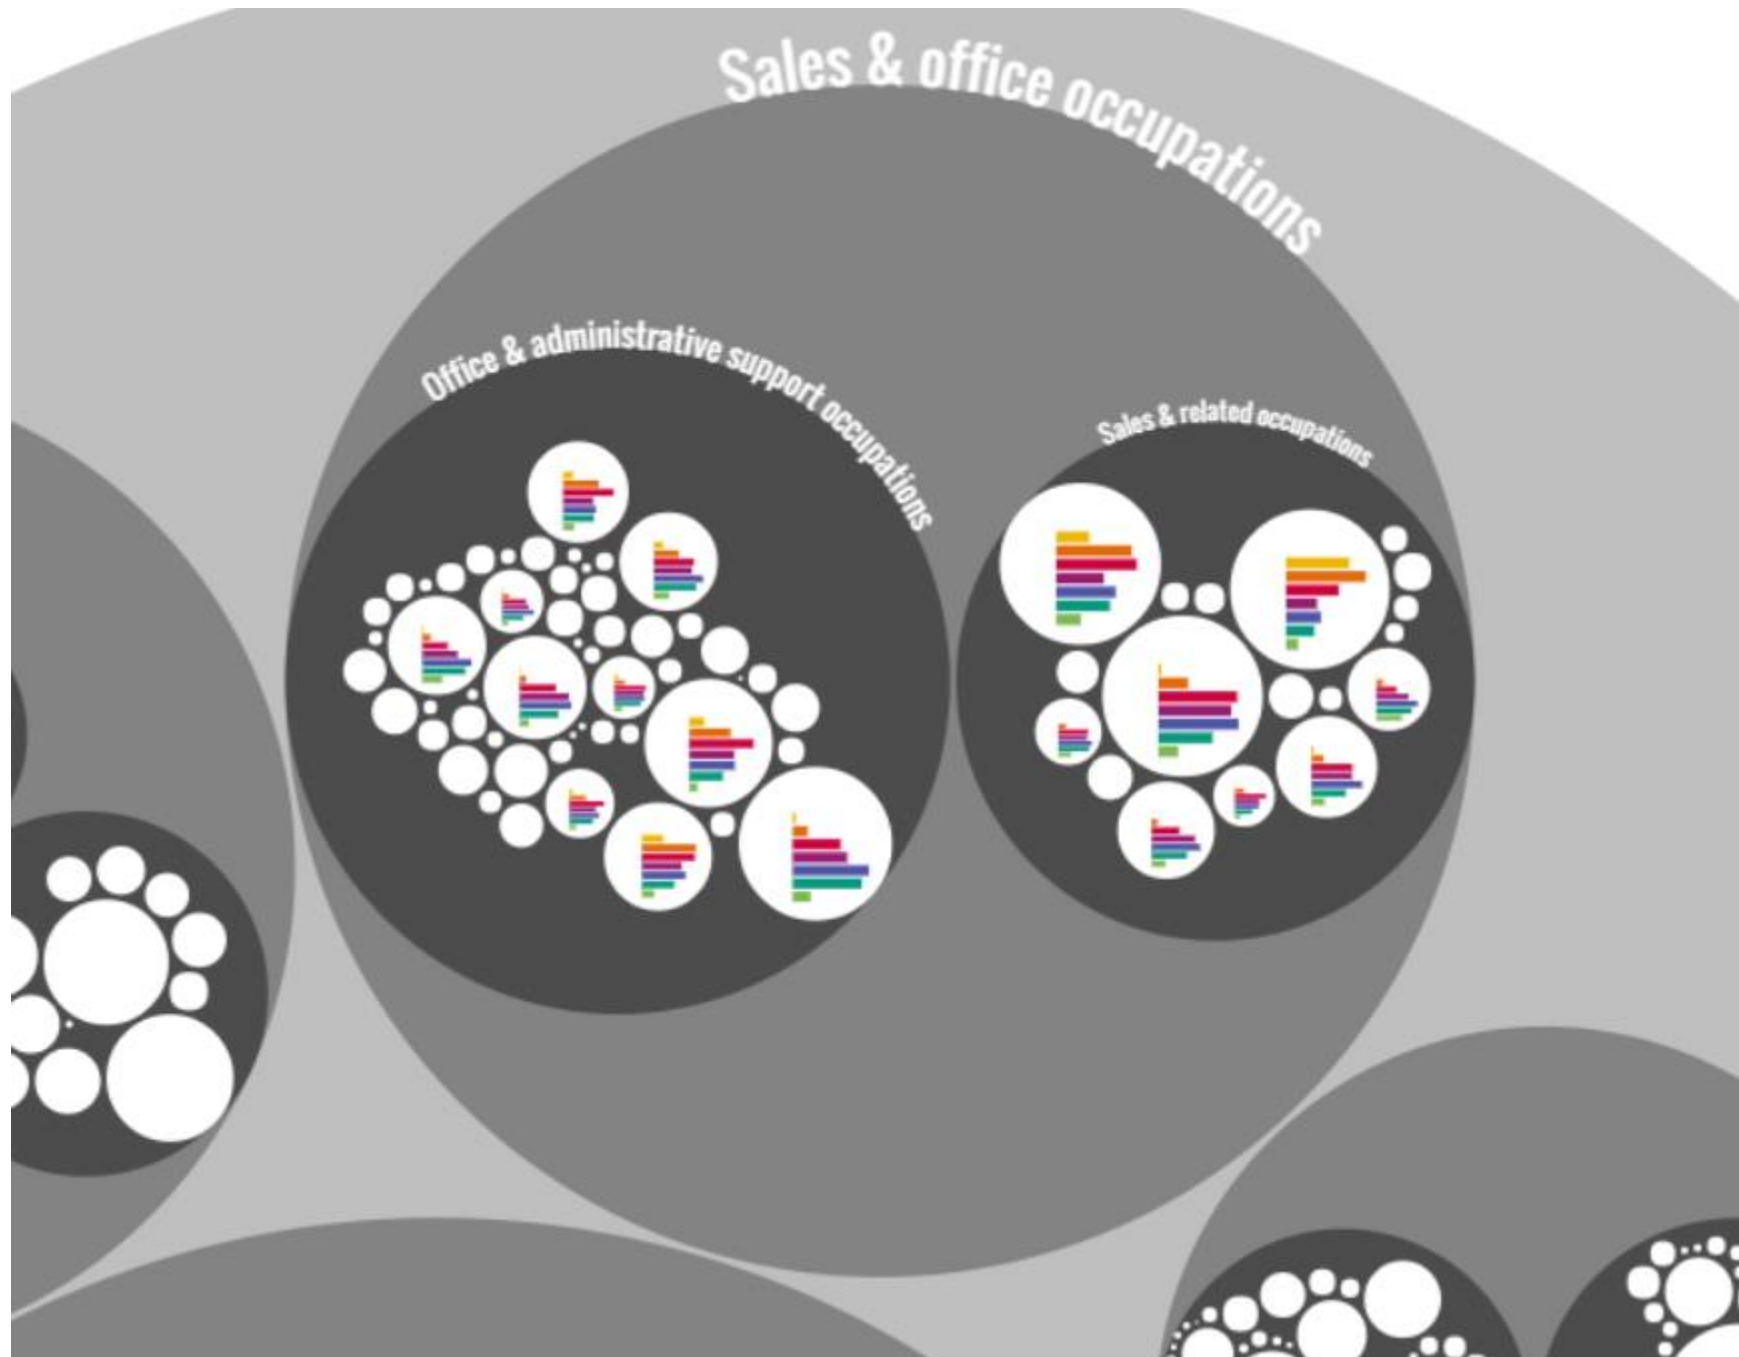 Sales & office occupations
Office & administrative support occupations
Sales & related occupations